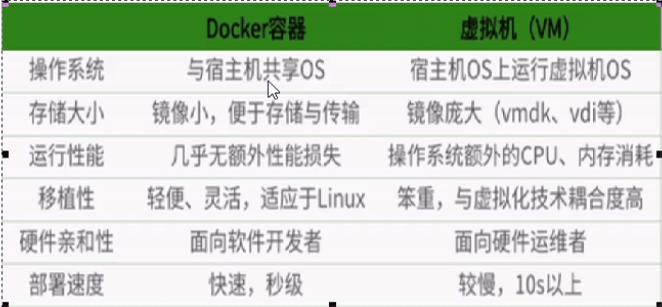 Docker容器 虚拟机（VM）
操作系统 与宿主机共享OS 宿主机OS上运行虚拟机OS
存储大小 镜像小，便于存储与传输 镜像庞大（vmdk、vdi等）
运行性能 几乎无额外性能损失 操作系统额外的CPU、内存消耗
移植性 轻便、灵活，适应于Linux 笨重，与虚拟化技术耦合度高
硬件亲和性 面向软件开发者 面向硬件运维者
部署速度 快速，秒级 较慢，10s以上